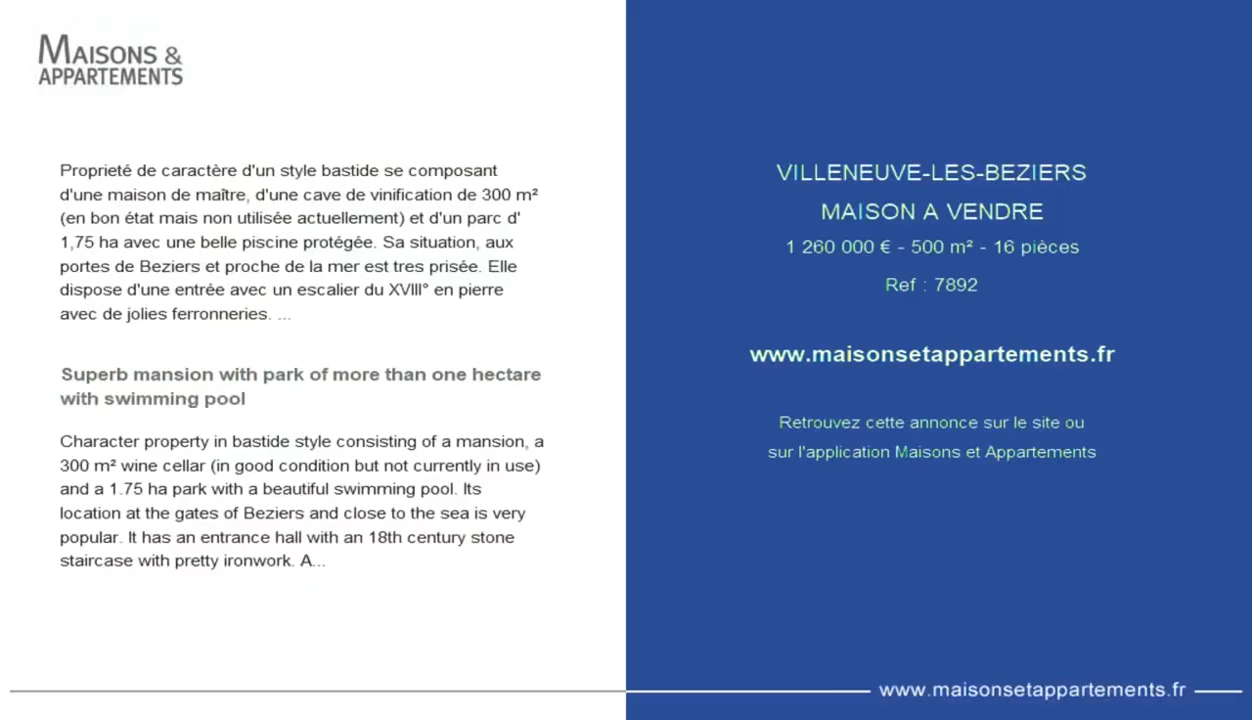 MAISONS &
APPARTEMENTS
Proprieté de caractère d'un style bastide se composant
d'une maison de maître, d'une cave de vinification de 300 m²
(en bon état mais non utilisée actuellement) et d'un parc d'
1,75 ha avec une belle piscine protégée. Sa situation, aux
portes de Beziers et proche de la mer est tres prisée. Elle
dispose d'une entrée avec un escalier du XVIII° en pierre
avec de jolies ferronneries. ...
Superb mansion with park of more than one hectare
with swimming pool
Character property in bastide style consisting of a mansion, a
300 m² wine cellar (in good condition but not currently in use)
and a 1.75 ha park with a beautiful swimming pool. Its
location at the gates of Beziers and close to the sea is very
popular. It has an entrance hall with an 18th century stone
staircase with pretty ironwork. A...
VILLENEUVE-LES-BEZIERS
MAISON A VENDRE
1 260 000 € - 500 m² - 16 pièces
Ref : 7892
www.maisonsetappartements.fr
Retrouvez cette annonce sur le site ou
sur l'application Maisons et Appartements
www.maisonsetappartements.fr